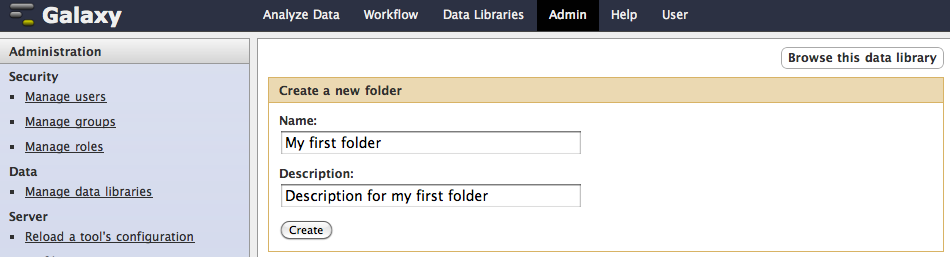 Galaxy
Analyze Data Workflow Data Libraries Admin Help User
Administration
Security
Manage users
Manage groups
Manage roles
Data
Manage data libraries
Server
Reload a tool's configuration
Browse this data library
Create a new folder
Name:
My first folder
Description:
Description for my first folder
Create